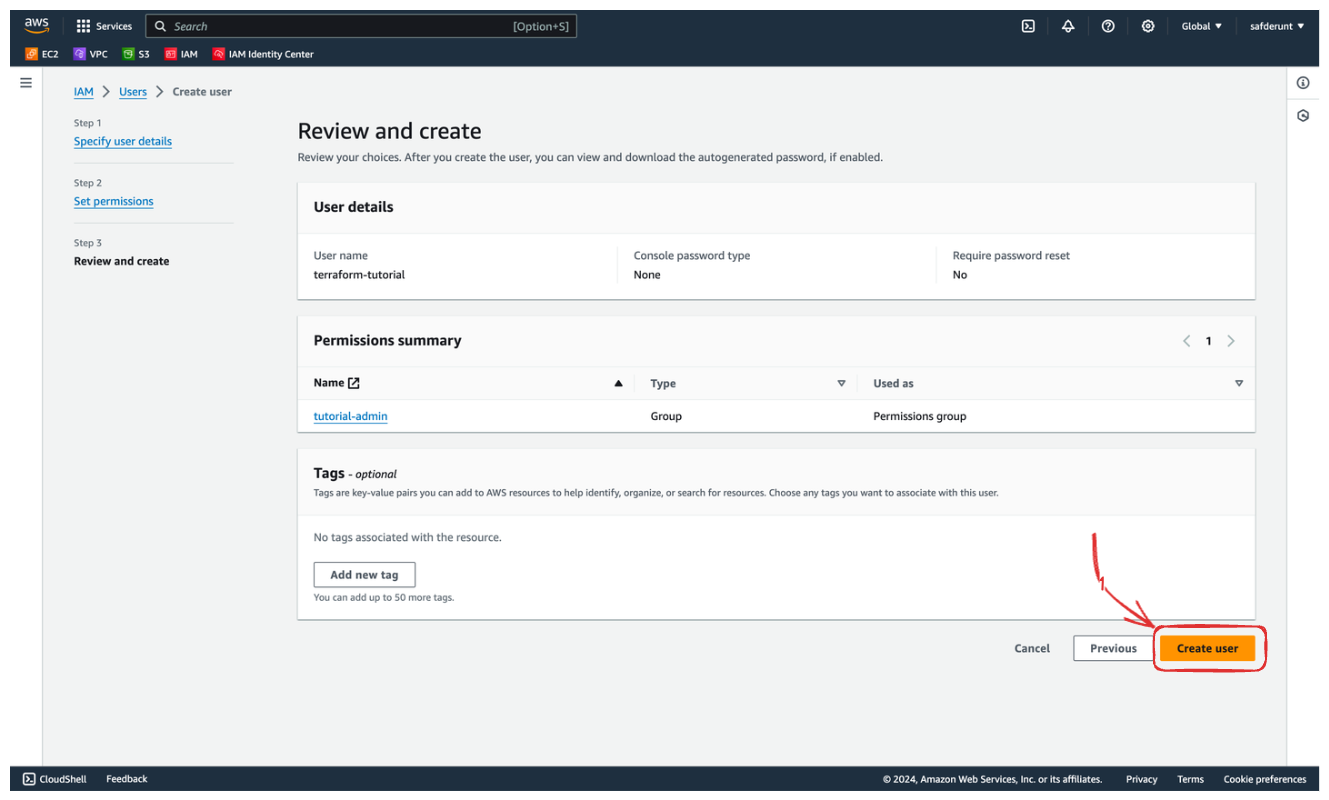 aws
Services
Search
[Option+S]
Global
safderunt
EC2
VPC
S3
IAM
IAM Identity Center
IAM
Users
Create user
Step 1
Specify user details
Step 2
Set permissions
Step 3
Review and create
Review and create
Review your choices. After you create the user, you can view and download the autogenerated password, if enabled.
User details
User name
terraform-tutorial
Console password type
None
Require password reset
No
Permissions summary
1
Name
Type
Used as
tutorial-admin
Group
Permissions group
Tags - optional
Tags are key-value pairs you can add to AWS resources to help identify, organize, or search for resources. Choose any tags you want to associate with this user.
No tags associated with the resource.
Add new tag
You can add up to 50 more tags.
Cancel
Previous
Create user
CloudShell
Feedback
© 2024, Amazon Web Services, Inc. or its affiliates.
Privacy
Terms
Cookie preferences